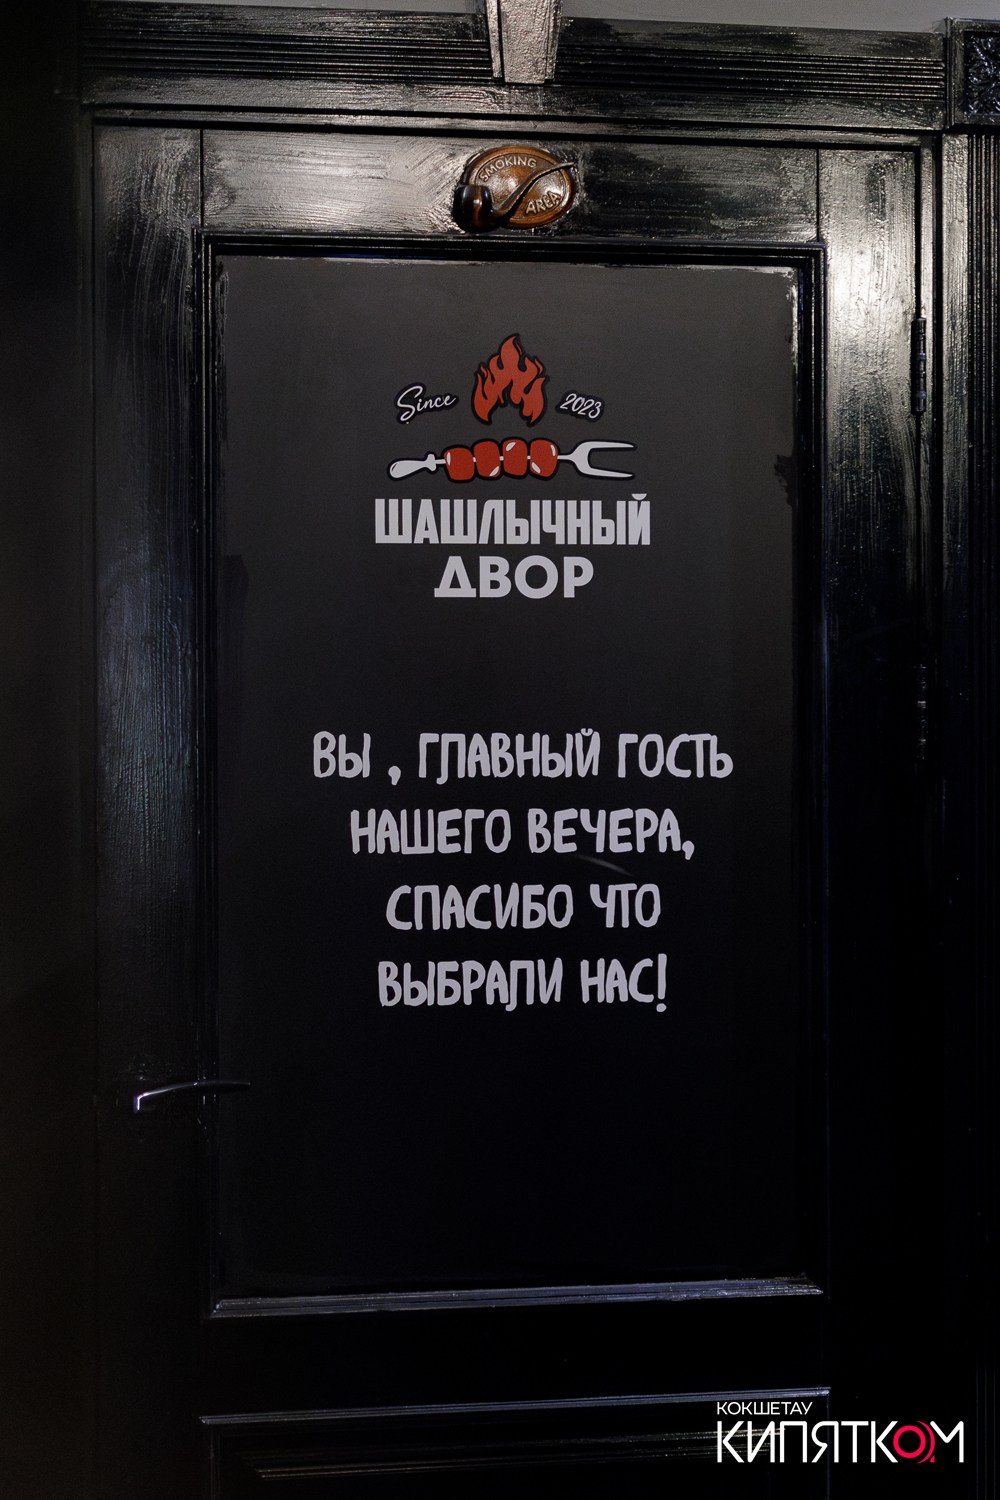 SMOKING
AREA
Since 2023
ШАШЛЫЧНЫЙ
ДВОР
ВЫ , ГЛАВНЫЙ ГОСТЬ
НАШЕГО ВЕЧЕРА,
СПАСИБО ЧТО
ВЫБРАЛИ НАС!
КОКШЕТАУ
КИПЯТКОМ